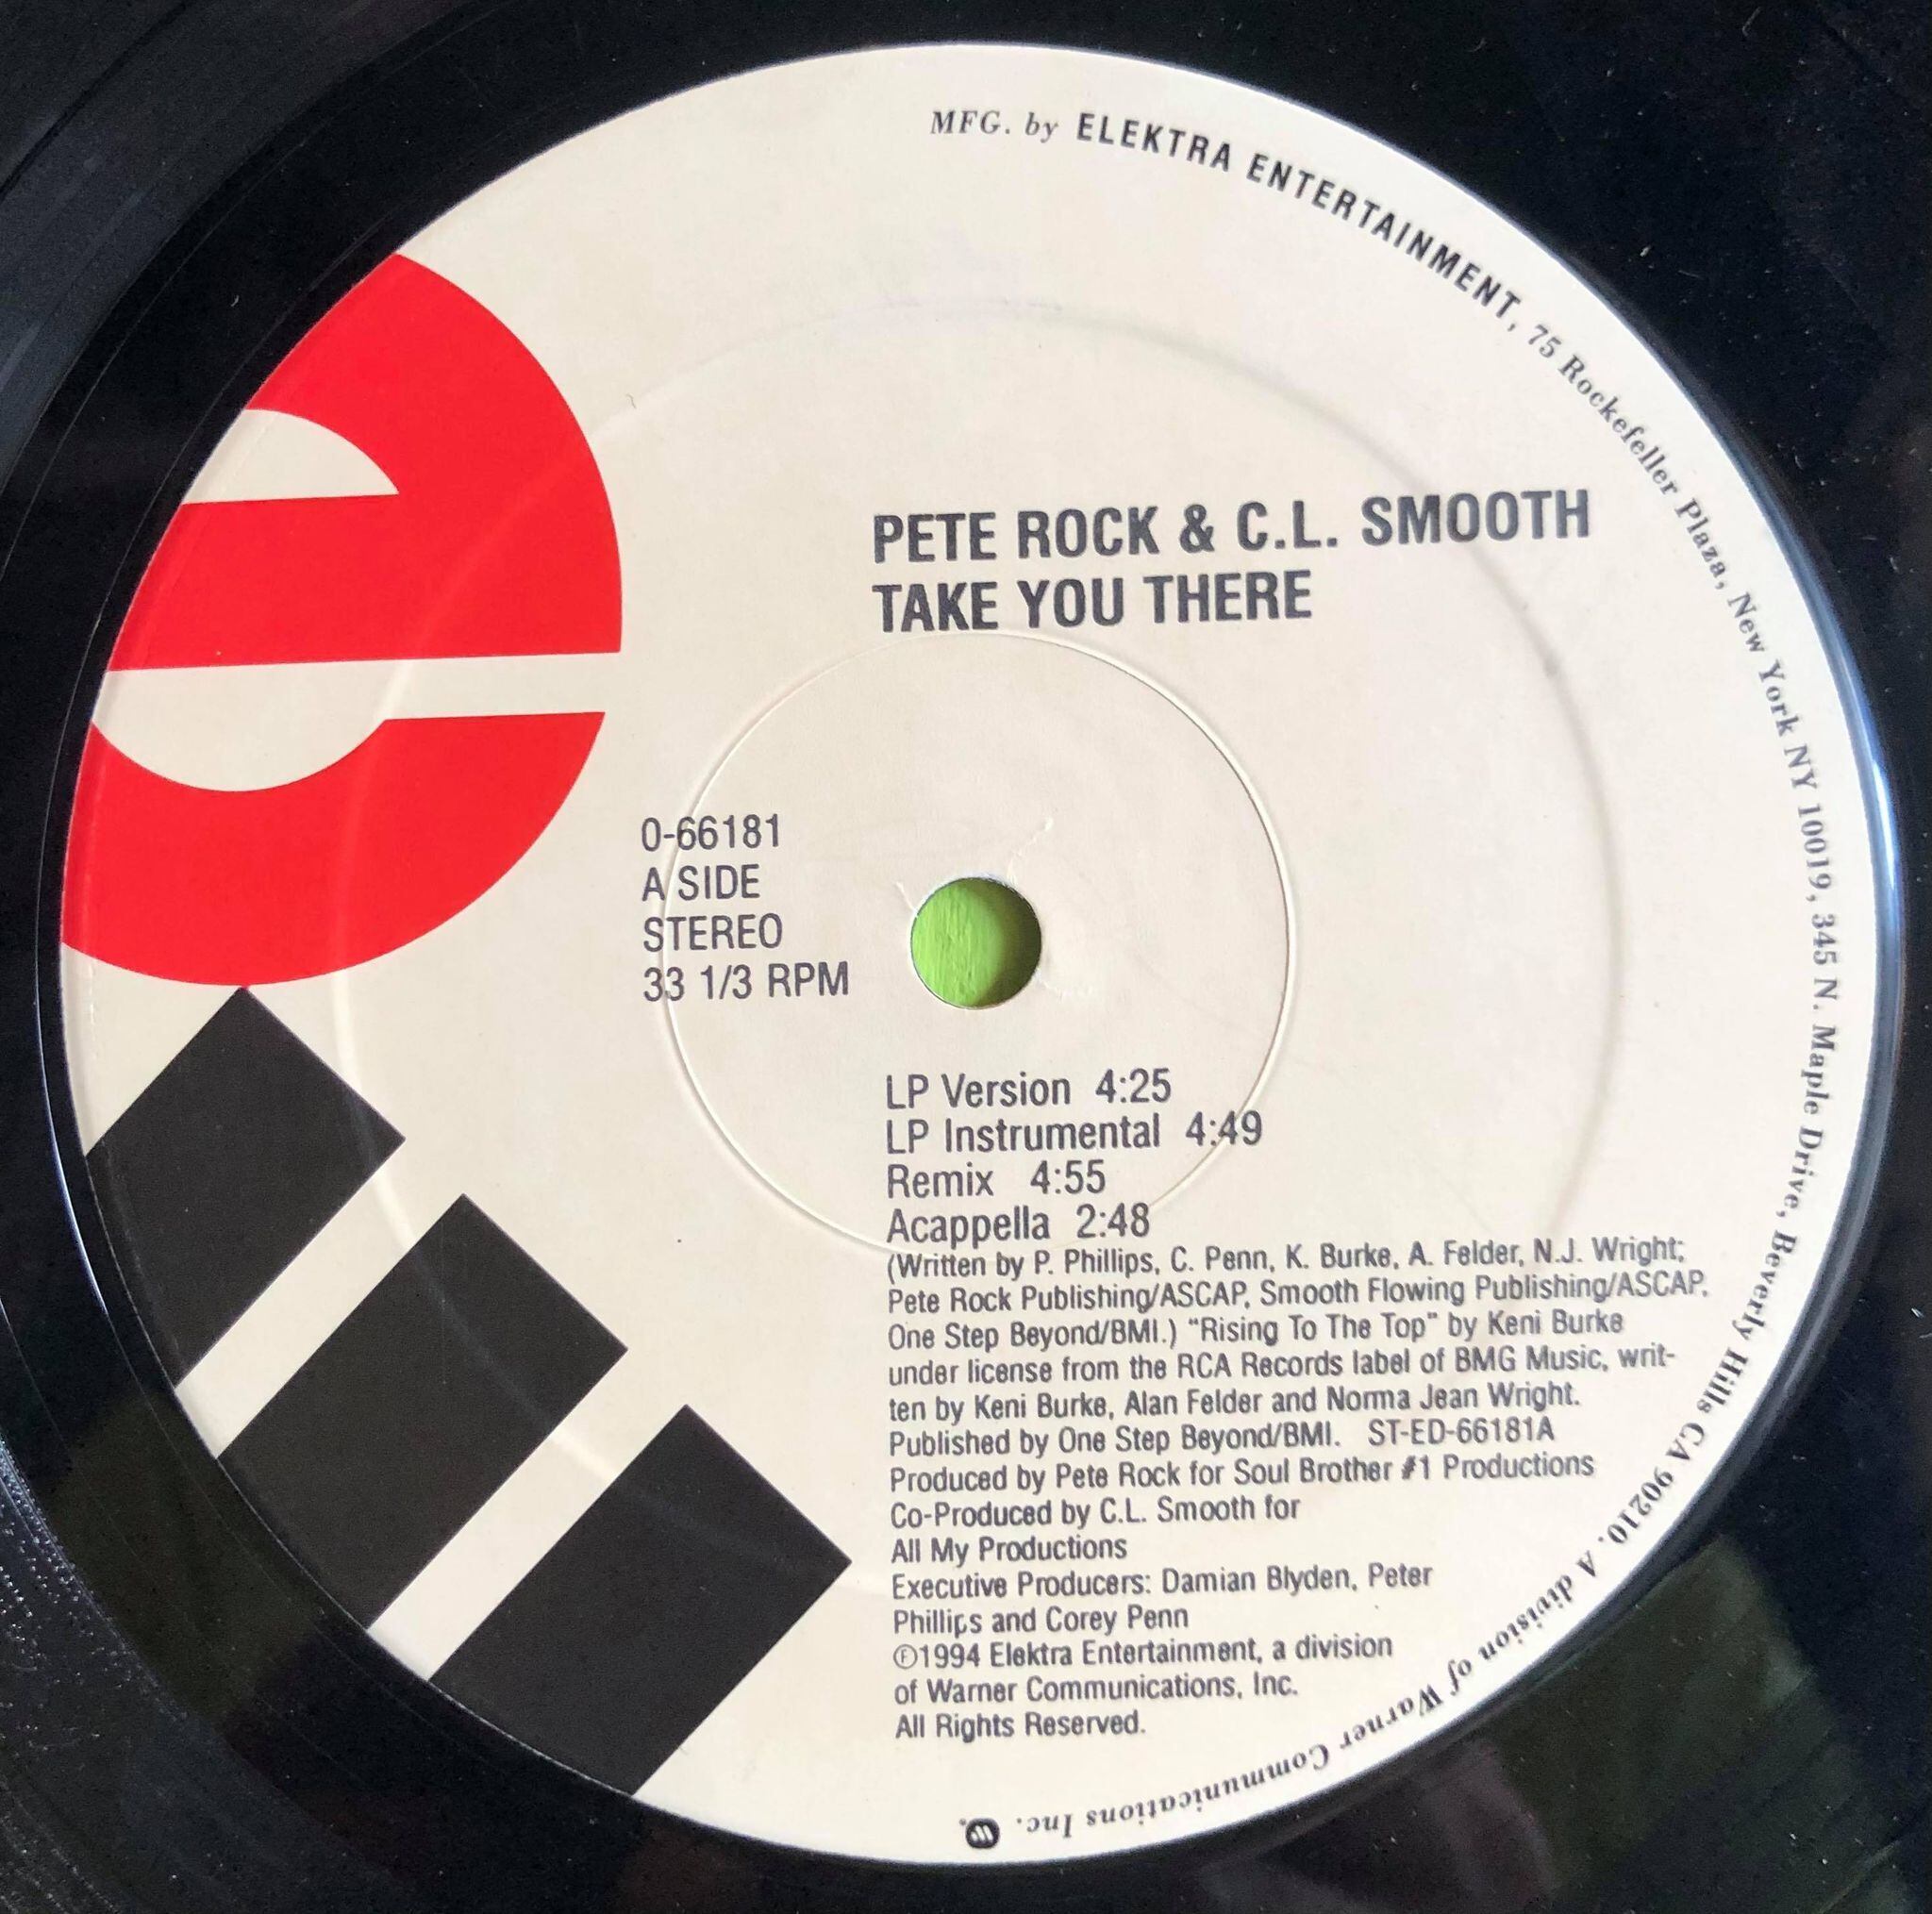 MFG. by ELEKTRA ENTERTAINMENT, 75 Rockefeller Plaza, New York NY 10019, 345 N. Maple Drive, Beverly Hills CA 90210. A division of Warner Communications Inc.
PETE ROCK & C.L. SMOOTH
TAKE YOU THERE
0-66181
A SIDE
STEREO
33 1/3 RPM
LP Version 4:25
LP Instrumental 4:49
Remix 4:55
Acappella 2:48
(Written by P. Phillips, C. Penn, K. Burke, A. Felder, N.J. Wright;
Pete Rock Publishing/ASCAP, Smooth Flowing Publishing/ASCAP,
One Step Beyond/BMI.) “Rising To The Top” by Keni Burke
under license from the RCA Records label of BMG Music, writ-
ten by Keni Burke, Alan Felder and Norma Jean Wright.
Published by One Step Beyond/BMI. ST-ED-66181A
Produced by Pete Rock for Soul Brother #1 Productions
Co-Produced by C.L. Smooth for
All My Productions
Executive Producers: Damian Blyden, Peter
Phillips and Corey Penn
Ⓕ1994 Elektra Entertainment, a division
of Warner Communications, Inc.
All Rights Reserved.